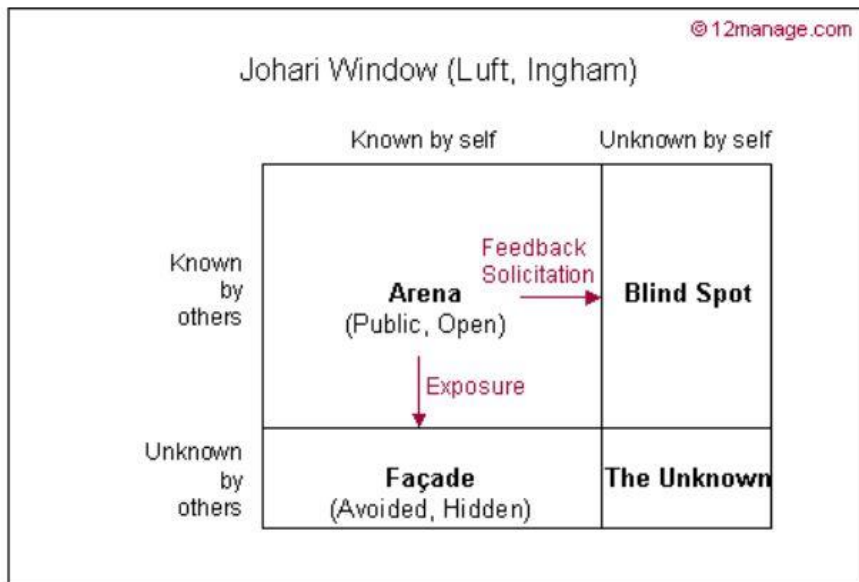 ©12manage.com
Johari Window (Luft, Ingham)
Known by self
Unknown by self
Known
by
others
Feedback
Solicitation
Arena
(Public, Open)
Blind Spot
Exposure
Unknown
by
others
Façade
(Avoided, Hidden)
The Unknown